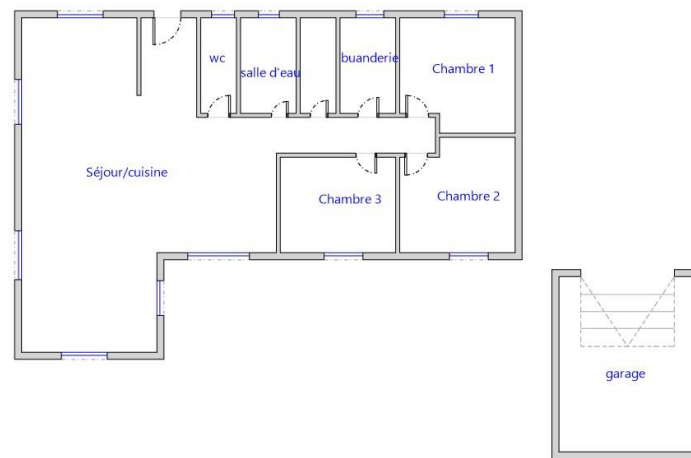 wc
salle d'eau
buanderie
Chambre 1
Séjour/cuisine
Chambre 3
Chambre 2
garage